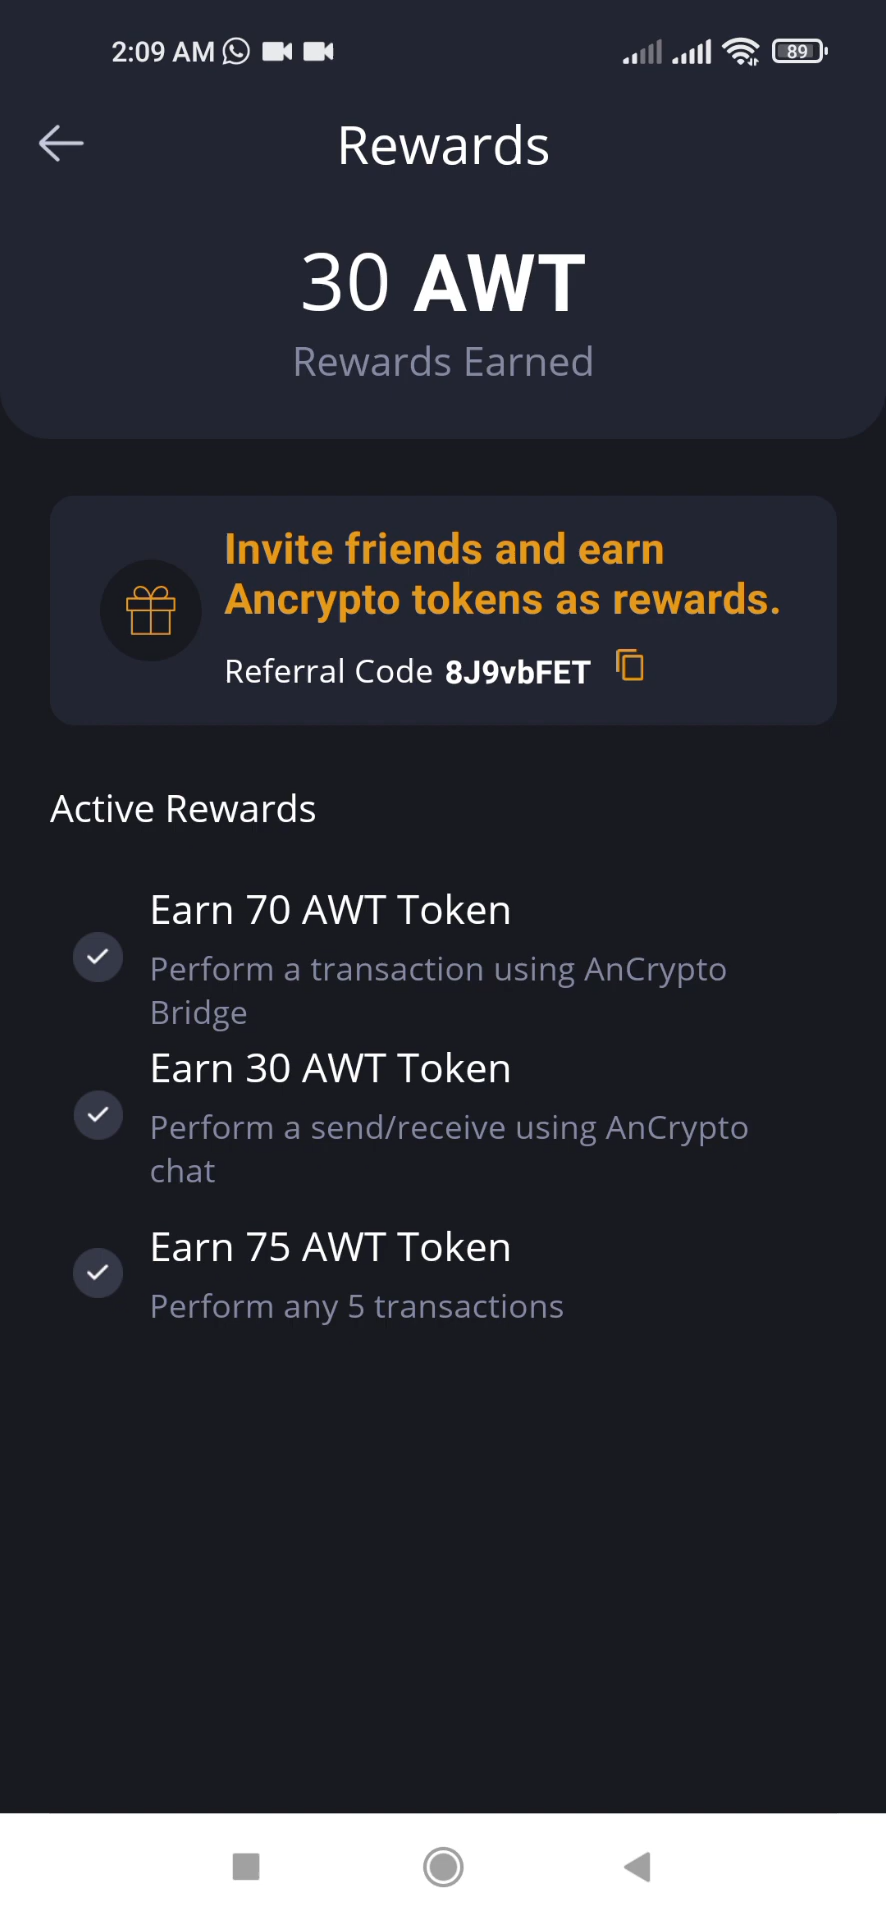 2:09 AM
89
Rewards
30 AWT
Rewards Earned
Invite friends and earn
Ancrypto tokens as rewards.
Referral Code 8J9vbFET
Active Rewards
Earn 70 AWT Token
Perform a transaction using AnCrypto
Bridge
Earn 30 AWT Token
Perform a send/receive using AnCrypto
chat
Earn 75 AWT Token
Perform any 5 transactions